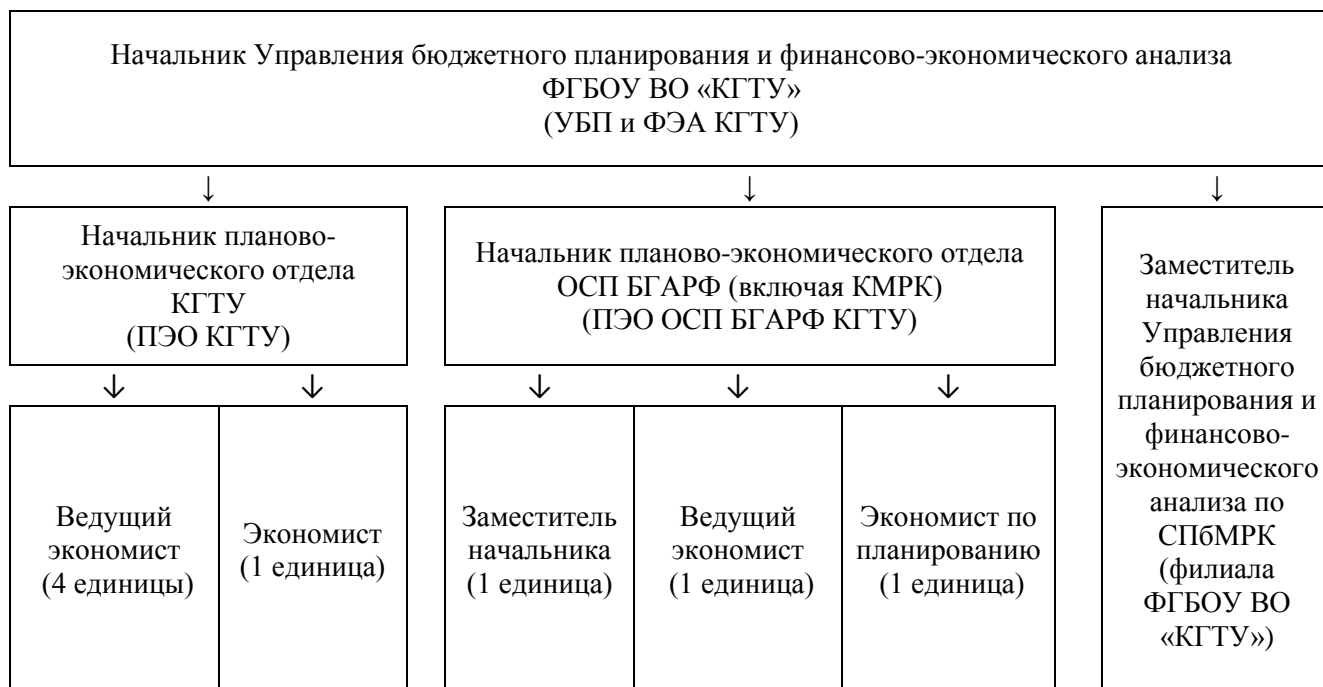 Начальник Управления бюджетного планирования и финансово-экономического анализа
ФГБОУ ВО «КГТУ»
(УБП и ФЭА КГТУ)
↓ ↓ ↓
Начальник планово-
экономического отдела
КГТУ
(ПЭО КГТУ)
Начальник планово-экономического отдела
ОСП БГАРФ (включая КМРК)
(ПЭО ОСП БГАРФ КГТУ)
Заместитель
начальника
Управления
бюджетного
планирования и
финансово-
экономического
анализа по
СПбМРК
(филиала
ФГБОУ ВО
«КГТУ»)
↓ ↓ ↓ ↓ ↓
Ведущий
экономист
(4 единицы)
Экономист
(1 единица)
Заместитель
начальника
(1 единица)
Ведущий
экономист
(1 единица)
Экономист по
планированию
(1 единица)